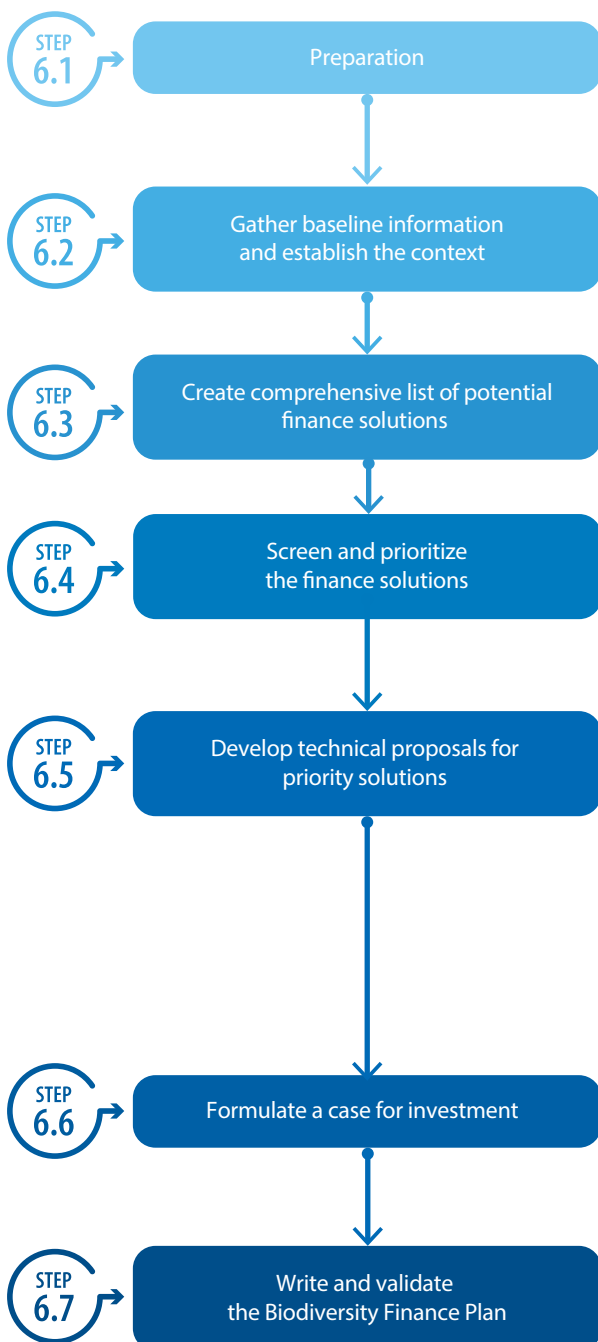 STEP
6.1
Preparation
STEP
6.2
Gather baseline information
and establish the context
STEP
6.3
Create comprehensive list of potential
finance solutions
STEP
6.4
Screen and prioritize
the finance solutions
STEP
6.5
Develop technical proposals for
priority solutions
STEP
6.6
Formulate a case for investment
STEP
6.7
Write and validate
the Biodiversity Finance Plan